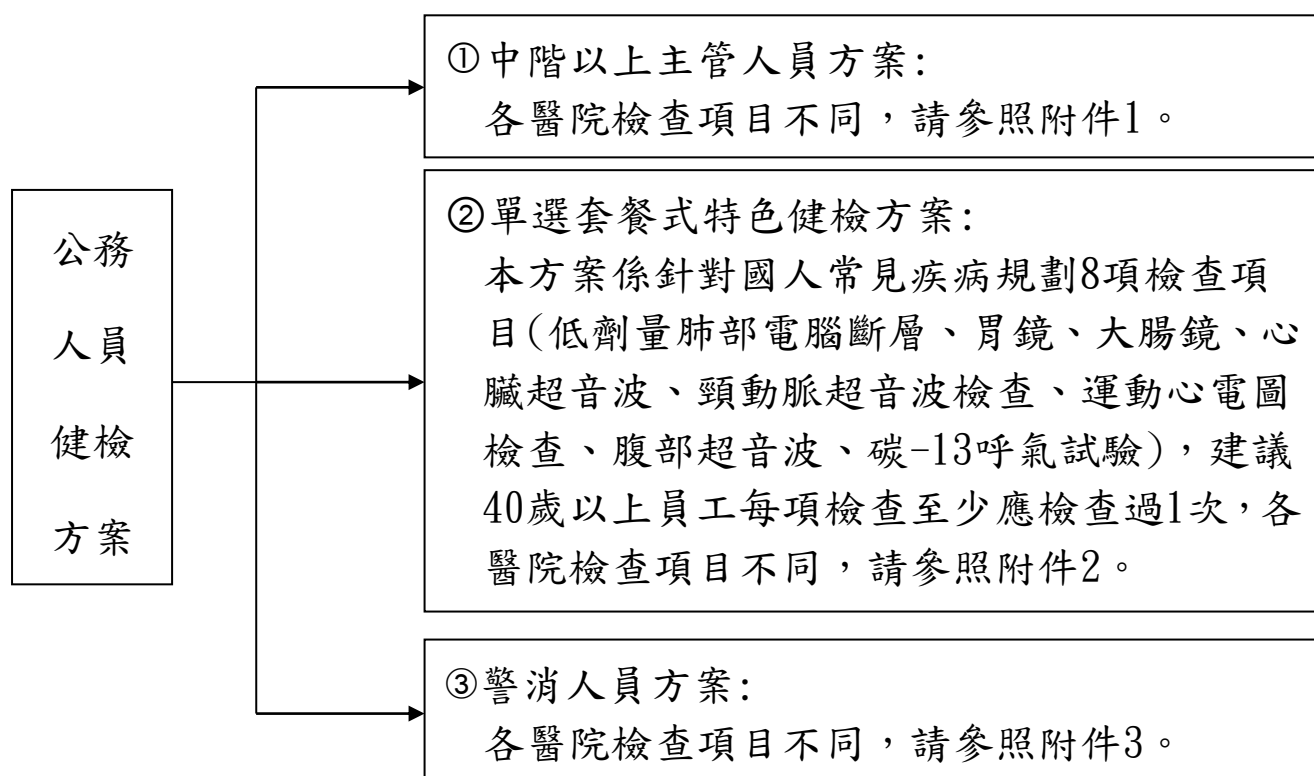 公務
人員
健檢
方案
①中階以上主管人員方案:
各醫院檢查項目不同,請參照附件1。
②單選套餐式特色健檢方案:
本方案係針對國人常見疾病規劃8項檢查項
目(低劑量肺部電腦斷層、胃鏡、大腸鏡、心
臟超音波、頸動脈超音波檢查、運動心電圖
檢查、腹部超音波、碳-13呼氣試驗),建議
40歲以上員工每項檢查至少應檢查過1次,各
醫院檢查項目不同,請參照附件2。
③警消人員方案:
各醫院檢查項目不同,請參照附件3。